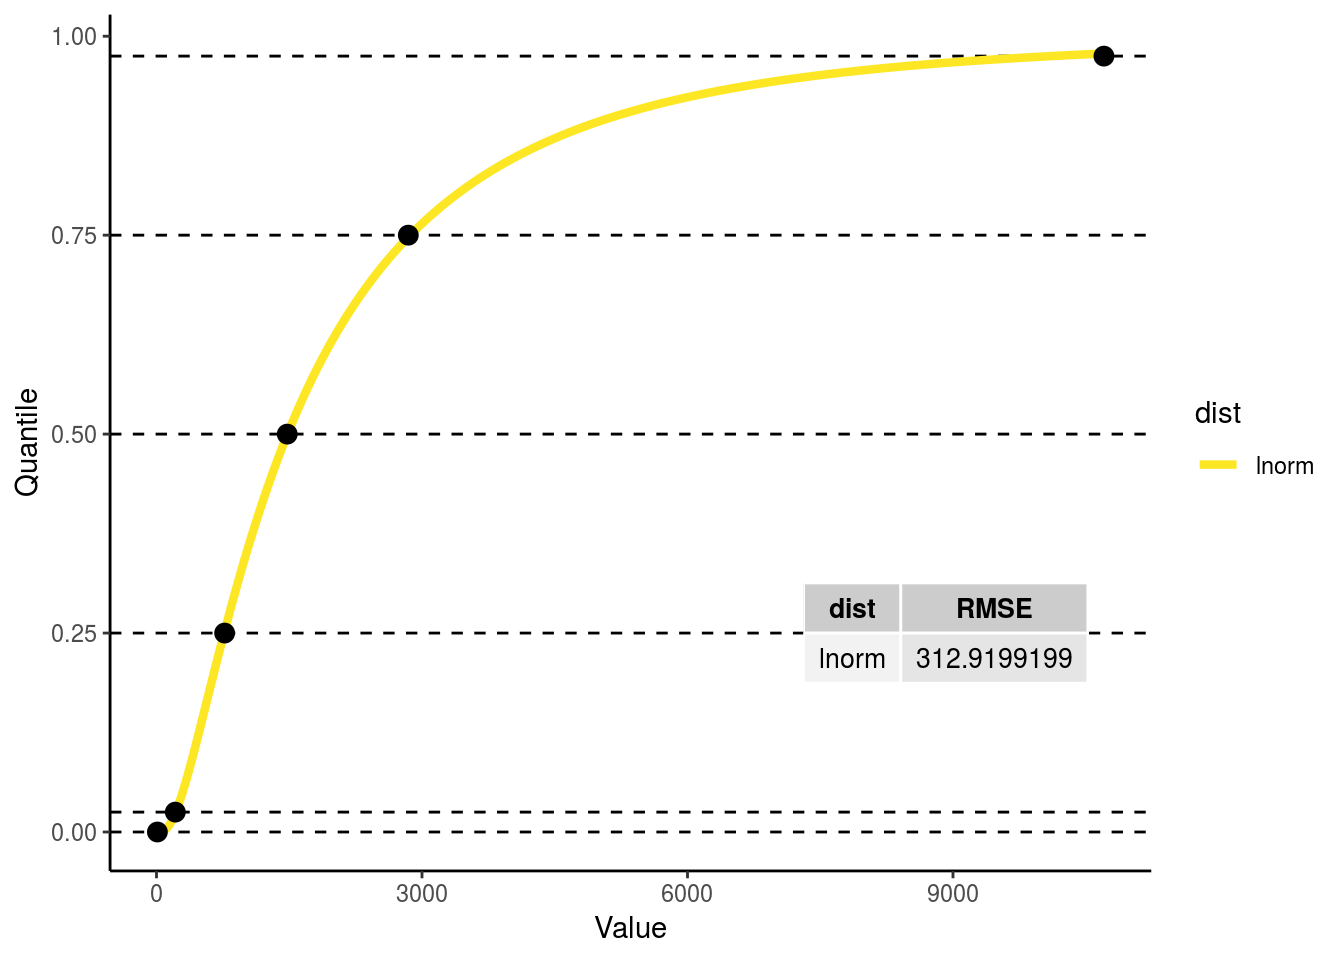 1.00
0.75
0.50
0.25
0.00
Quantile
0 3000 6000 9000
Value
dist RMSE
lnorm 312.9199199
dist
lnorm